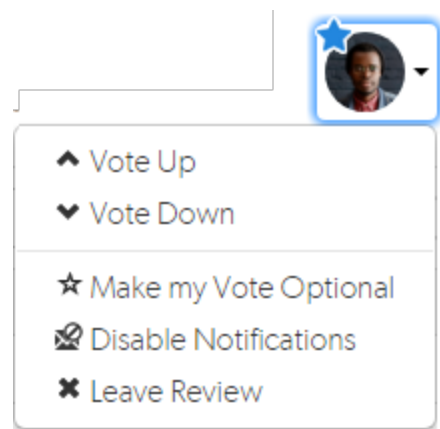 Vote Up
Vote Down
Make my Vote Optional
Disable Notifications
Leave Review